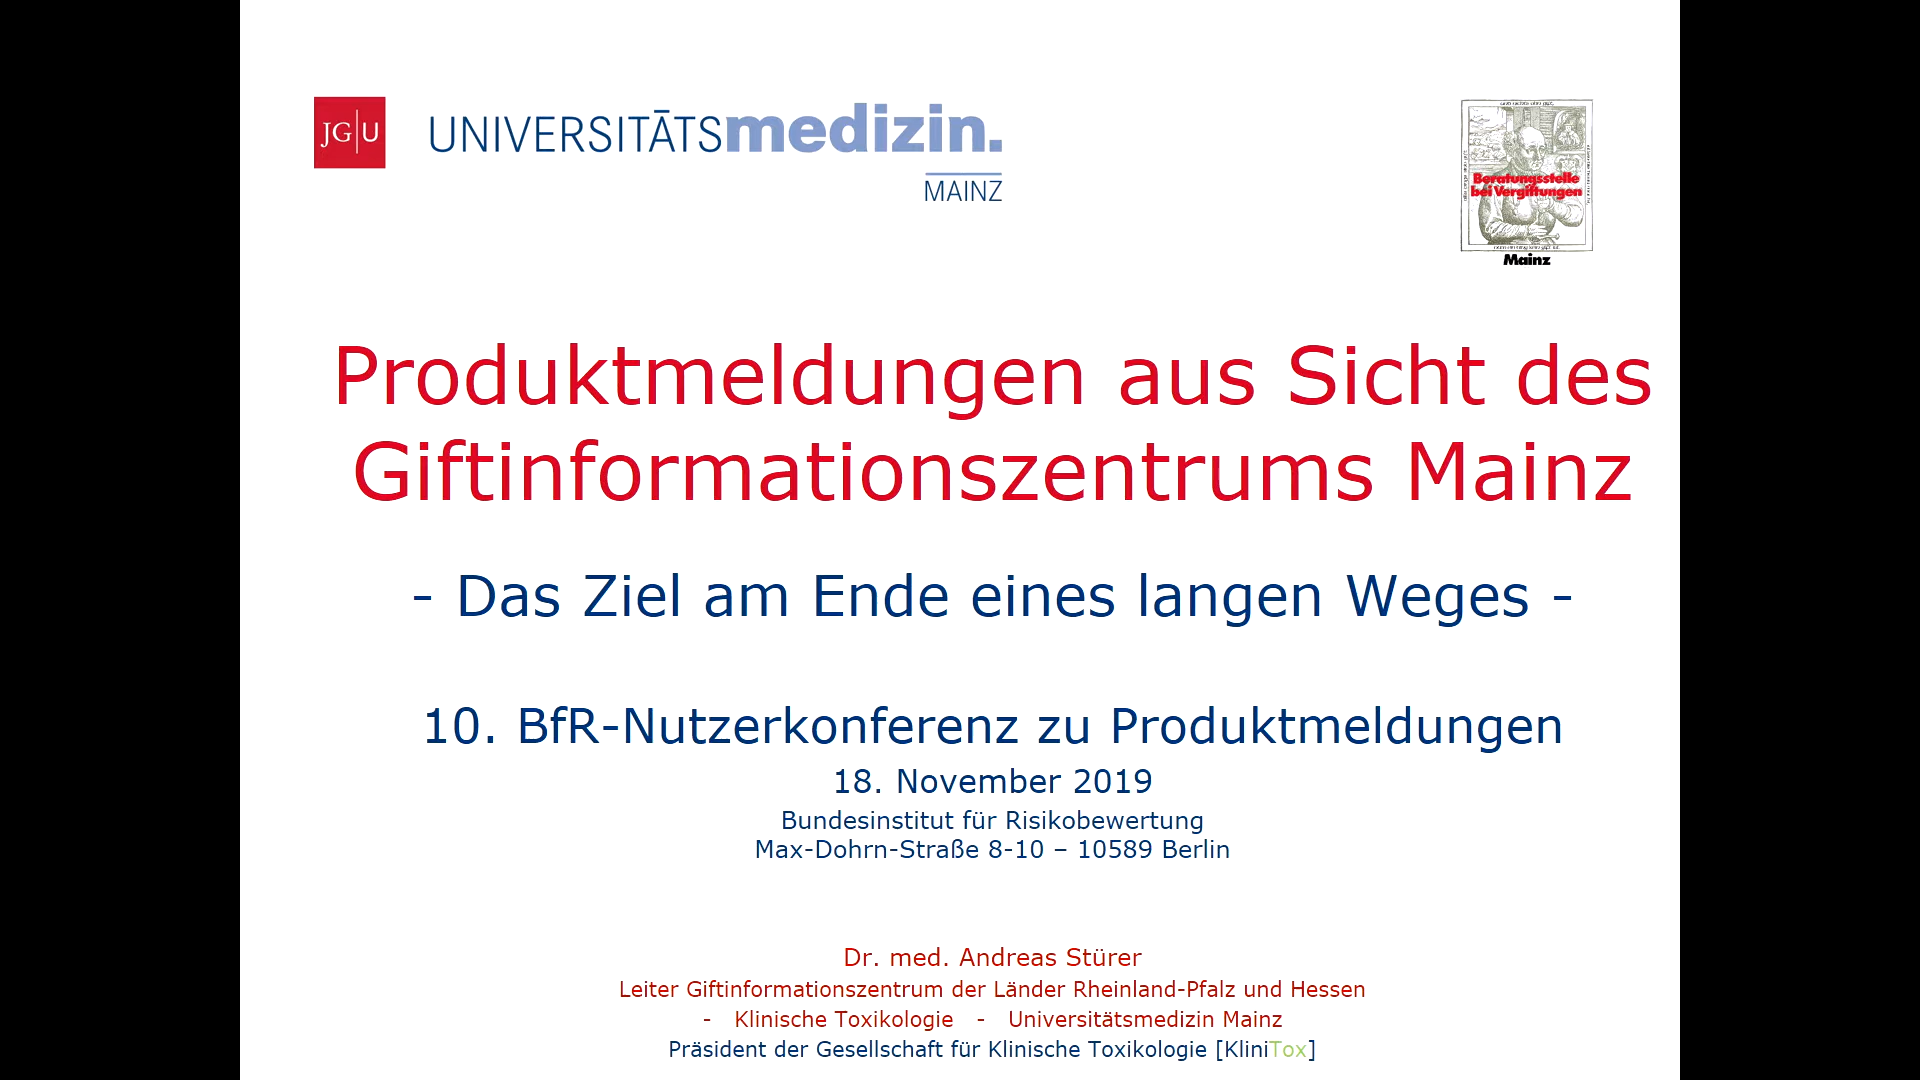 JG|U
UNIVERSITÄTSmedizin.
MAINZ
Beratungsstelle
bei Vergiftungen
Mainz
Produktmeldungen aus Sicht des
Giftinformationszentrums Mainz
- Das Ziel am Ende eines langen Weges -
10. BfR-Nutzerkonferenz zu Produktmeldungen
18. November 2019
Bundesinstitut für Risikobewertung
Max-Dohrn-Straße 8-10 – 10589 Berlin
Dr. med. Andreas Stürer
Leiter Giftinformationszentrum der Länder Rheinland-Pfalz und Hessen
- Klinische Toxikologie - Universitätsmedizin Mainz
Präsident der Gesellschaft für Klinische Toxikologie [KliniTox]